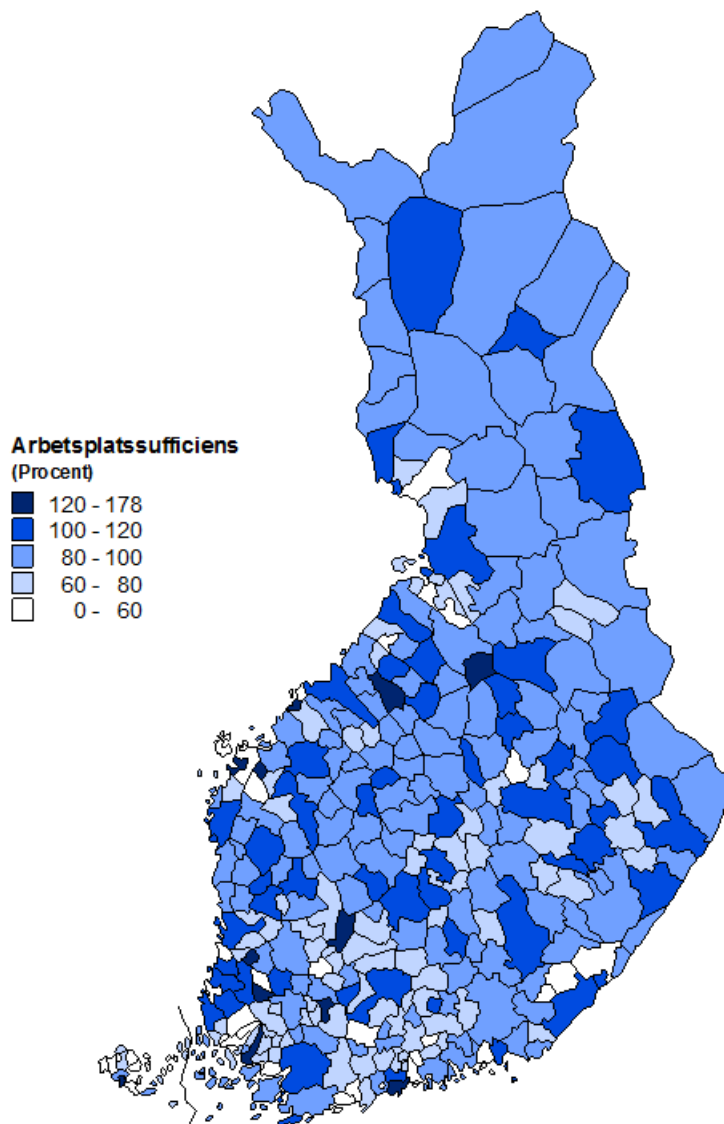 Arbetsplatssufficiens
(Procent)
120 - 178
100 - 120
80 - 100
60 - 80
0 - 60